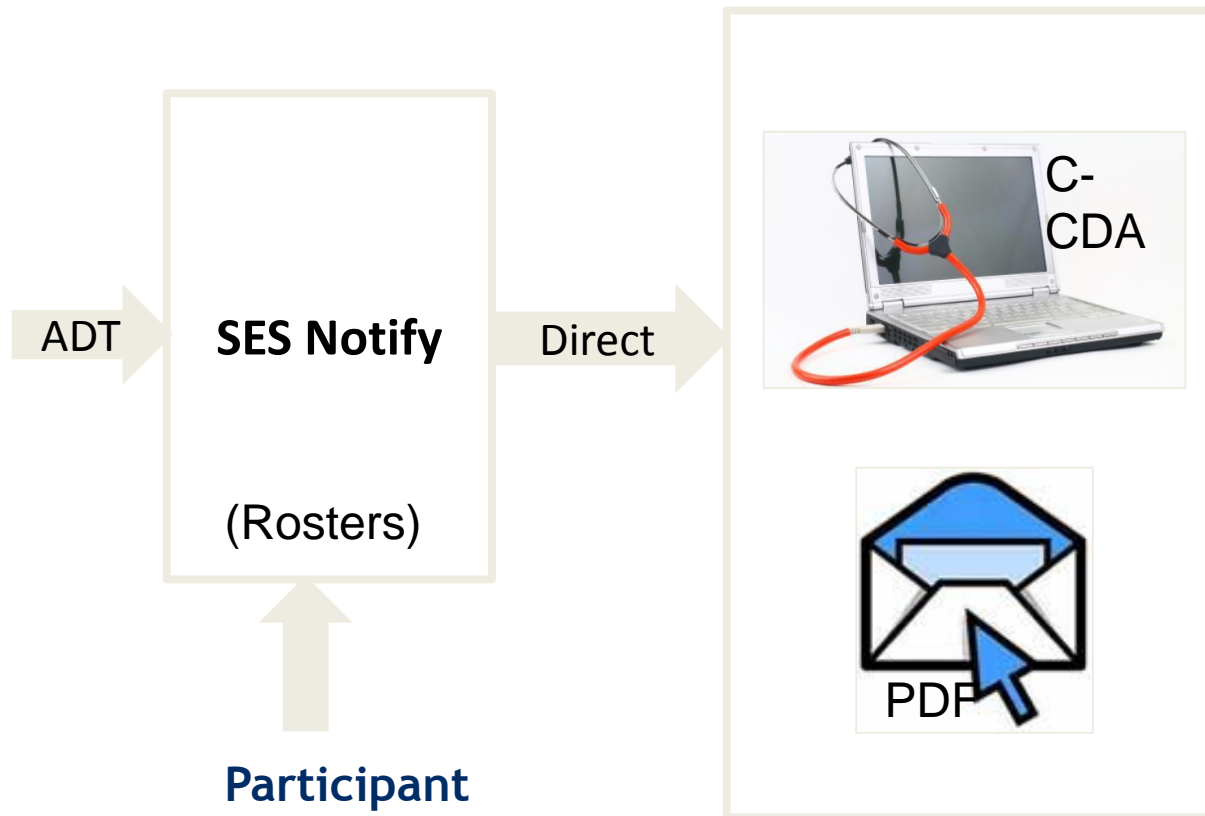 C-
CDA
ADT
SES Notify
Direct
(Rosters)
PDF
Participant